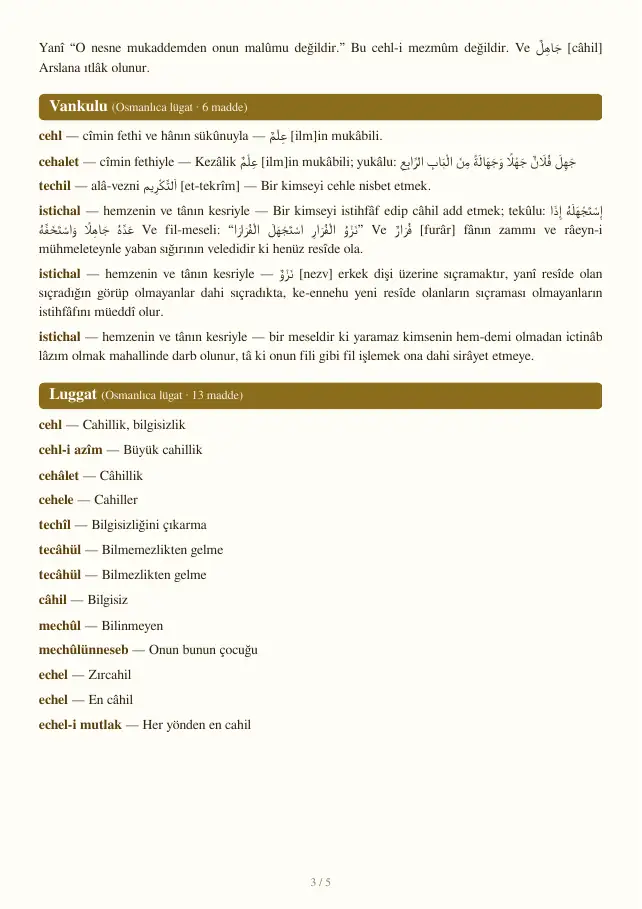 Yanî “O nesne mukaddemden onun malûmu değildir.” Bu cehl-i mezmûm değildir. Ve جَاهِلٌ [câhil]
Arslana ıtlâk olunur.
Vankulu (Osmanlıca lügat · 6 madde)
cehl — cîmin fethi ve hânın sükûnuyla — عِلْمٌ [ilm]in mukâbili.
cehalet — cîmin fethiyle — Kezâlik عِلْمٌ [ilm]in mukâbili; yukâlu: جَهِلَ فُلَانٌ جَهْلًا وَجَهَالَةً مِنَ الْبَابِ الرَّابِعِ
techil — alâ-vezni اَلتَّكْرِيم [et-tekrîm] — Bir kimseyi cehle nisbet etmek.
istichal — hemzenin ve tânın kesriyle — Bir kimseyi istihfâf edip câhil add etmek; tekûlu: إِسْتَجْهَلَهُ إِذَا
عَدَّهُ جَاهِلًا وَاسْتَخَفَّهُ Ve fil-meseli: “نَزْوُ الْفُرَارِ اسْتَجْهَلَ الْفُرَارَا” Ve فُرَارٌ [furâr] fânın zammı ve râeyn-i
mühmeleteynle yaban sığırının veledidir ki henüz resîde ola.
istichal — hemzenin ve tânın kesriyle — نَزْوٌ [nezv] erkek dişi üzerine sıçramaktır, yanî resîde olan
sıçradığın görüp olmayanlar dahi sıçradıkta, ke-ennehu yeni resîde olanların sıçraması olmayanların
istihfâfını müeddî olur.
istichal — hemzenin ve tânın kesriyle — bir meseldir ki yaramaz kimsenin hem-demi olmadan ictinâb
lâzım olmak mahallinde darb olunur, tâ ki onun fili gibi fil işlemek ona dahi sirâyet etmeye.
Luggat (Osmanlıca lügat · 13 madde)
cehl — Cahillik, bilgisizlik
cehl-i azîm — Büyük cahillik
cehâlet — Câhillik
cehele — Cahiller
techîl — Bilgisizliğini çıkarma
tecâhül — Bilmemezlikten gelme
tecâhül — Bilmezlikten gelme
câhil — Bilgisiz
mechûl — Bilinmeyen
mechûlünneseb — Onun bunun çocuğu
echel — Zırcahil
echel — En câhil
echel-i mutlak — Her yönden en cahil
3 / 5